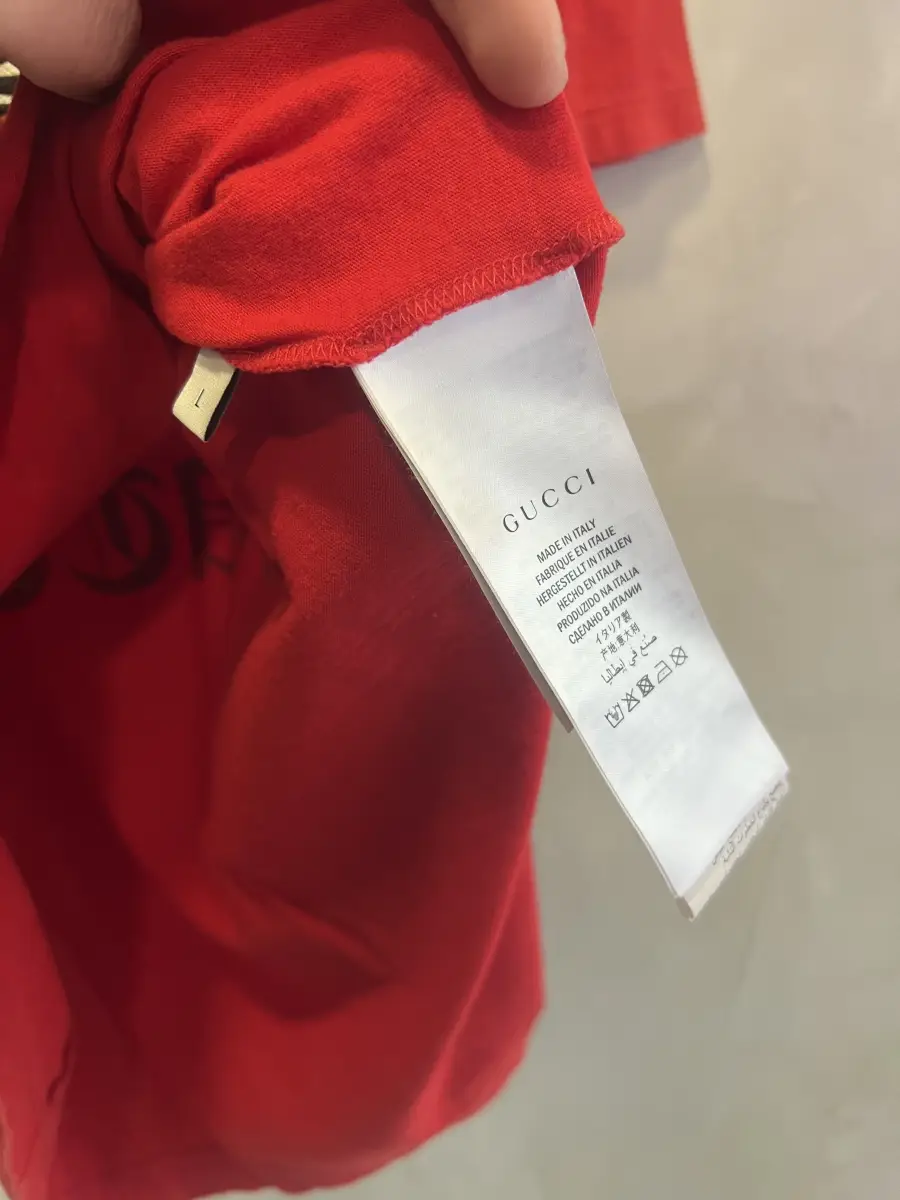 L
GUCCI
MADE IN ITALY
FABRIQUE EN ITALIE
HERGESTELLT IN ITALIEN
HECHO EN ITALIA
PRODUZIDO NA ITALIA
СДЕЛАНО В ИТАЛИИ
イタリア製
产地意大利
صنع في إيطاليا